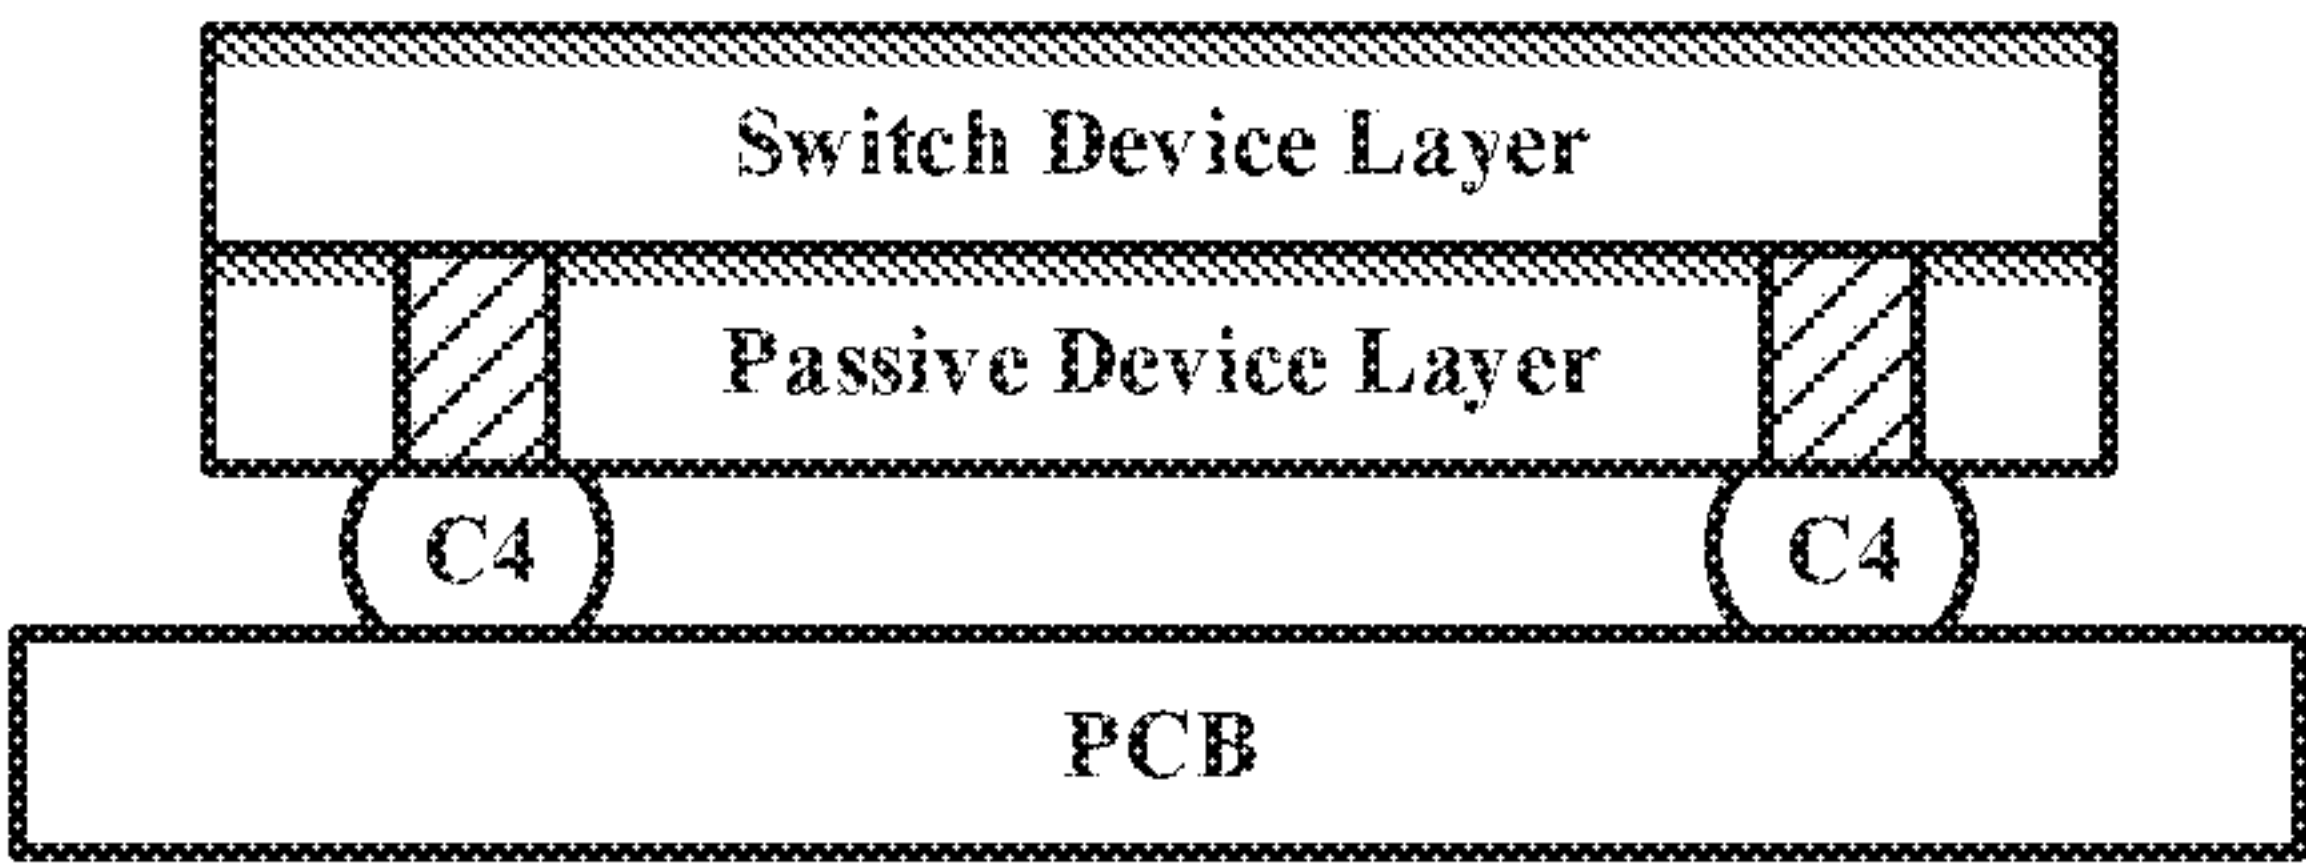 Switch Device Layer
Passive Device Layer
C4 C4
PCB